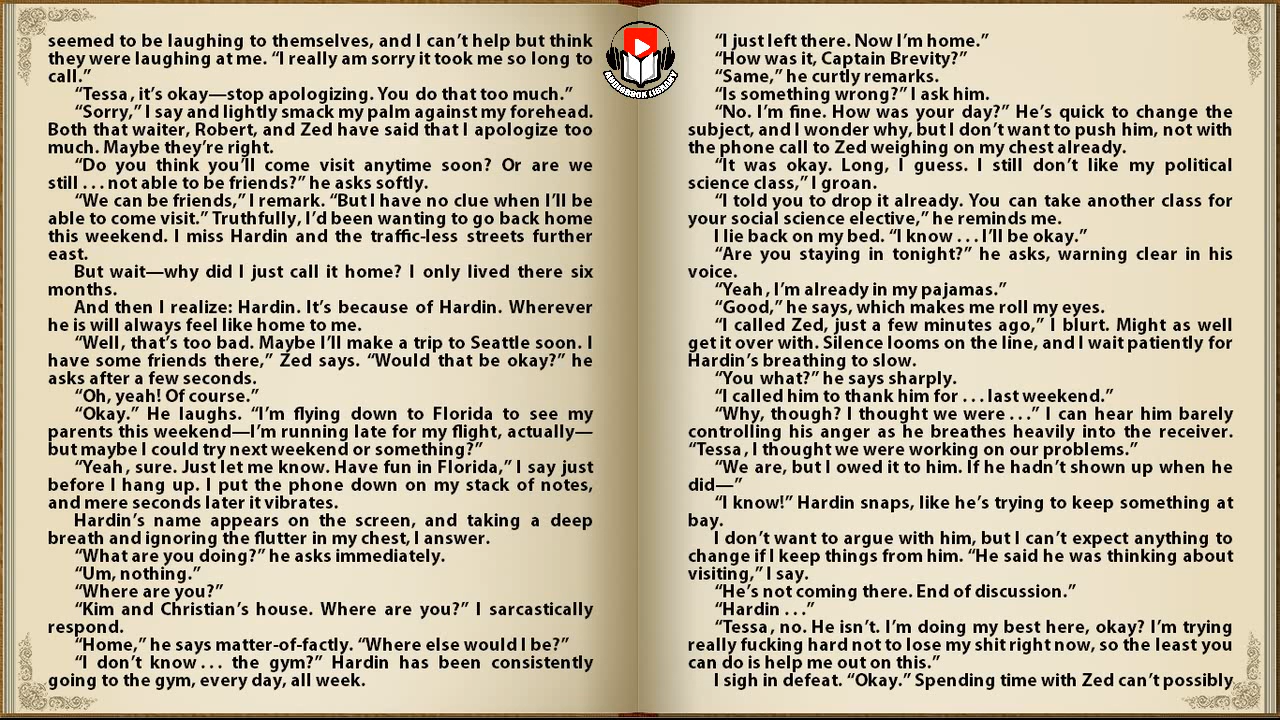 seemed to be laughing to themselves, and I can’t help but think
they were laughing at me. “I really am sorry it took me so long to
call.”
“Tessa, it’s okay—stop apologizing. You do that too much.”
“Sorry,” I say and lightly smack my palm against my forehead.
Both that waiter, Robert, and Zed have said that I apologize too
much. Maybe they’re right.
“Do you think you’ll come visit anytime soon? Or are we
still . . . not able to be friends?” he asks softly.
“We can be friends,” I remark. “But I have no clue when I’ll be
able to come visit.” Truthfully, I’d been wanting to go back home
this weekend. I miss Hardin and the traffic-less streets further
east.
But wait—why did I just call it home? I only lived there six
months.
And then I realize: Hardin. It’s because of Hardin. Wherever
he is will always feel like home to me.
“Well, that’s too bad. Maybe I’ll make a trip to Seattle soon. I
have some friends there,” Zed says. “Would that be okay?” he
asks after a few seconds.
“Oh, yeah! Of course.”
“Okay.” He laughs. “I’m flying down to Florida to see my
parents this weekend—I’m running late for my flight, actually—
but maybe I could try next weekend or something?”
“Yeah, sure. Just let me know. Have fun in Florida,” I say just
before I hang up. I put the phone down on my stack of notes,
and mere seconds later it vibrates.
Hardin’s name appears on the screen, and taking a deep
breath and ignoring the flutter in my chest, I answer.
“What are you doing?” he asks immediately.
“Um, nothing.”
“Where are you?”
“Kim and Christian’s house. Where are you?” I sarcastically
respond.
“Home,” he says matter-of-factly. “Where else would I be?”
“I don’t know . . . the gym?” Hardin has been consistently
going to the gym, every day, all week.
AUDIOBOOK LIBRARY
“I just left there. Now I’m home.”
“How was it, Captain Brevity?”
“Same,” he curtly remarks.
“Is something wrong?” I ask him.
“No. I’m fine. How was your day?” He’s quick to change the
subject, and I wonder why, but I don’t want to push him, not with
the phone call to Zed weighing on my chest already.
“It was okay. Long, I guess. I still don’t like my political
science class,” I groan.
“I told you to drop it already. You can take another class for
your social science elective,” he reminds me.
I lie back on my bed. “I know . . . I’ll be okay.”
“Are you staying in tonight?” he asks, warning clear in his
voice.
“Yeah, I’m already in my pajamas.”
“Good,” he says, which makes me roll my eyes.
“I called Zed, just a few minutes ago,” I blurt. Might as well
get it over with. Silence looms on the line, and I wait patiently for
Hardin’s breathing to slow.
“You what?” he says sharply.
“I called him to thank him for . . . last weekend.”
“Why, though? I thought we were . . .” I can hear him barely
controlling his anger as he breathes heavily into the receiver.
“Tessa, I thought we were working on our problems.”
“We are, but I owed it to him. If he hadn’t shown up when he
did—”
“I know!” Hardin snaps, like he’s trying to keep something at
bay.
I don’t want to argue with him, but I can’t expect anything to
change if I keep things from him. “He said he was thinking about
visiting,” I say.
“He’s not coming there. End of discussion.”
“Hardin . . .”
“Tessa, no. He isn’t. I’m doing my best here, okay? I’m trying
really fucking hard not to lose my shit right now, so the least you
can do is help me out on this.”
I sigh in defeat. “Okay.” Spending time with Zed can’t possibly